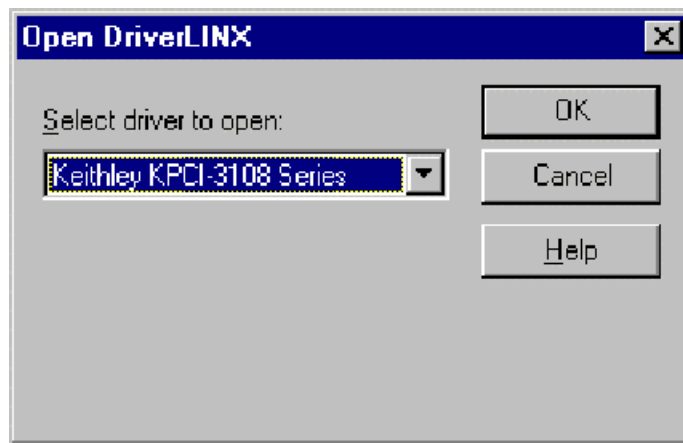 Open DriverLINX
Select driver to open:
Keithley KPCI-3108 Series
OK
Cancel
Help